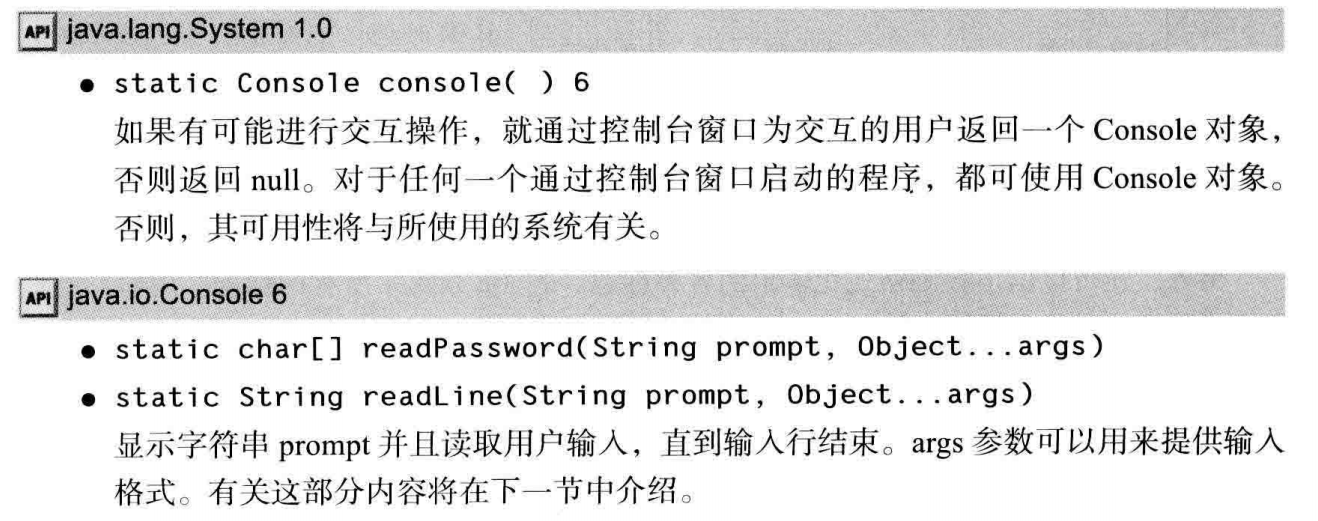 API java.lang.System 1.0
● static Console console( ) 6
如果有可能进行交互操作，就通过控制台窗口为交互的用户返回一个 Console 对象，
否则返回 null。对于任何一个通过控制台窗口启动的程序，都可使用 Console 对象。
否则，其可用性将与所使用的系统有关。
API java.io.Console 6
● static char[] readPassword(String prompt, Object...args)
● static String readLine(String prompt, Object...args)
显示字符串 prompt 并且读取用户输入，直到输入行结束。args 参数可以用来提供输入
格式。有关这部分内容将在下一节中介绍。